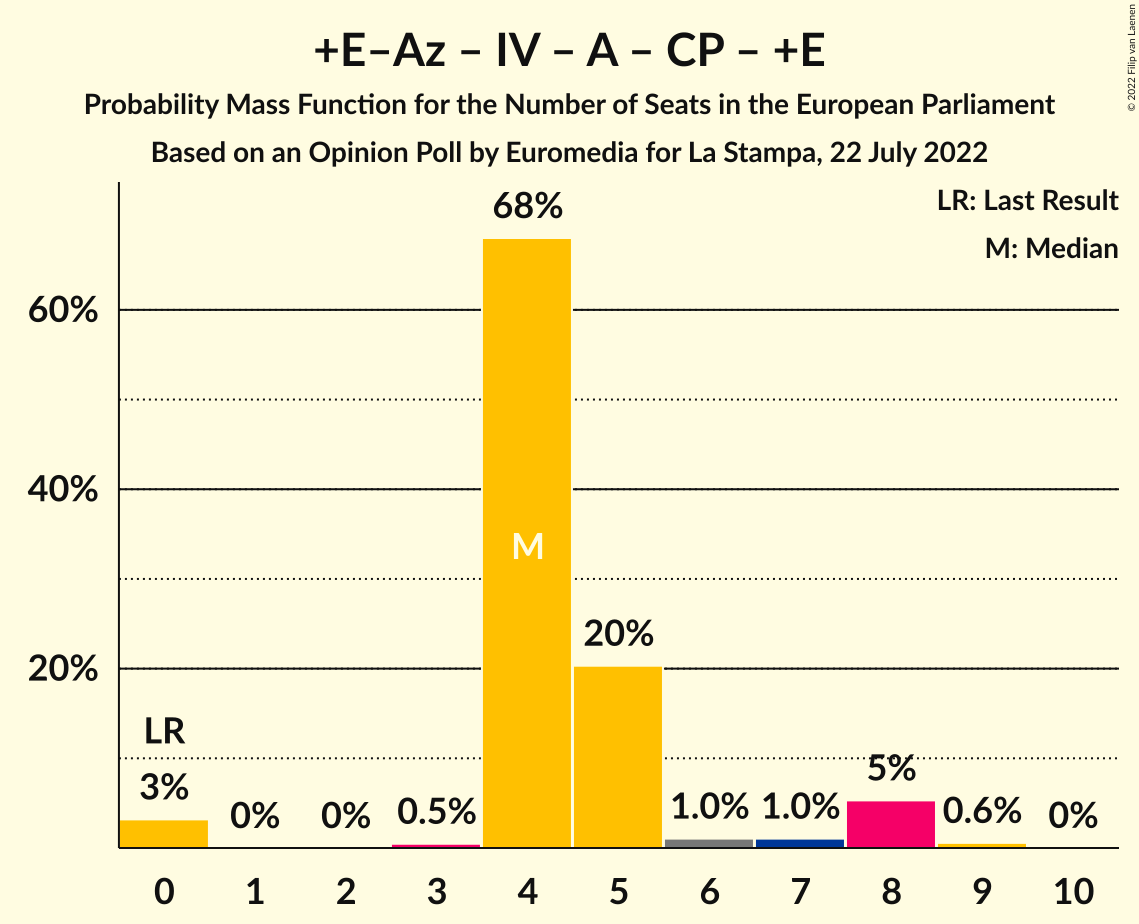 +E–Az – IV – A – CP – +E
Probability Mass Function for the Number of Seats in the European Parliament
Based on an Opinion Poll by Euromedia for La Stampa, 22 July 2022
© 2022 Filip van Laenen
LR: Last Result
M: Median
68%
60%
40%
M
20%
20%
LR
3%
0%
0%
0.5%
1.0%
1.0%
5%
0.6%
0%
0 1 2 3 4 5 6 7 8 9 10